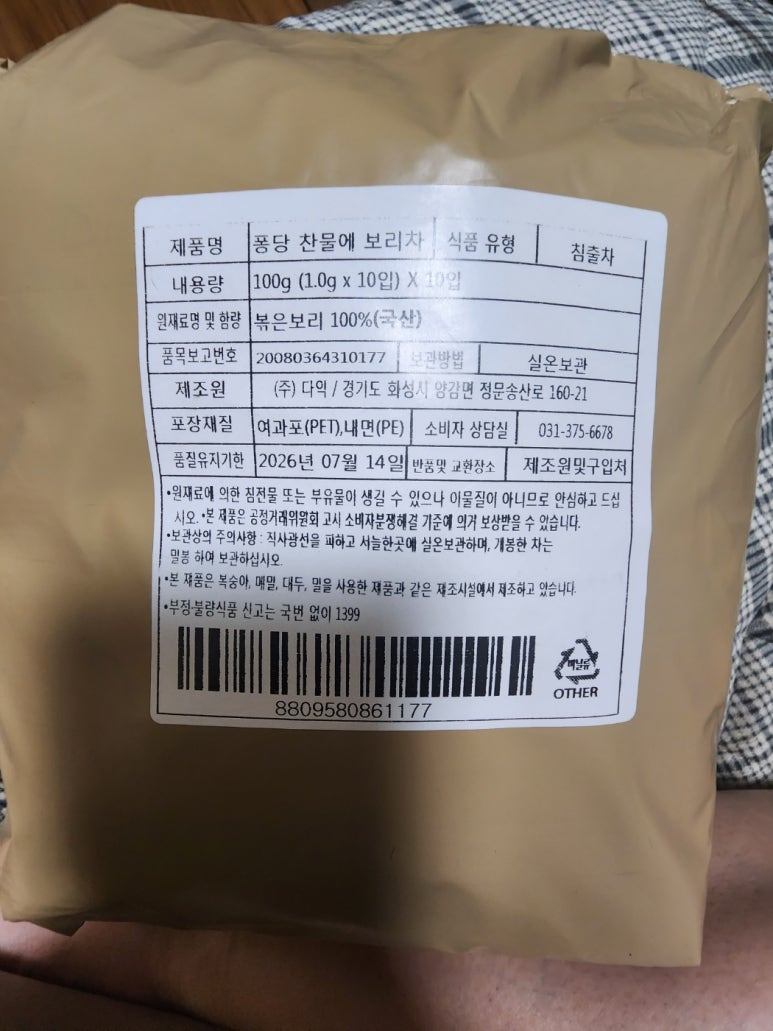 제품명 퐁당 찬물에 보리차 식품 유형 침출차
내용량 100g (1.0g x 10입) X 10입
원재료명 및 함량 볶은보리 100%(국산)
품목보고번호 20080364310177 보관방법 실온보관
제조원 (주) 다익 / 경기도 화성시 양감면 정문송산로 160-21
포장재질 여과포(PET),내면(PE) 소비자 상담실 031-375-6678
품질유지기한 2026년 07월 14일 반품및 교환장소 제조원및구입처
•원재료에 의한 침전물 또는 부유물이 생길 수 있으나 이물질이 아니므로 안심하고 드십
시오. •본 제품은 공정거래위원회 고시 소비자분쟁해결 기준에 의거 보상받을 수 있습니다.
•보관상의 주의사항 : 직사광선을 피하고 서늘한곳에 실온보관하며, 개봉한 차는
밀봉 하여 보관하십시오.
•본 제품은 복숭아, 메밀, 대두, 밀을 사용한 제품과 같은 제조시설에서 제조하고 있습니다.
•부정·불량식품 신고는 국번 없이 1399
비닐류
OTHER
8809580861177